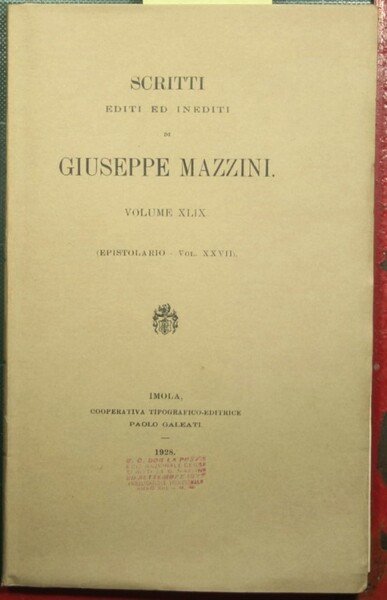 SCRITTI
EDITI ED INEDITI
DI
GIUSEPPE MAZZINI.
VOLUME XLIX.
(EPISTOLARIO - VOL. XXVII).
IMOLA,
COOPERATIVA TIPOGRAFICO-EDITRICE
PAOLO GALEATI.
1928.